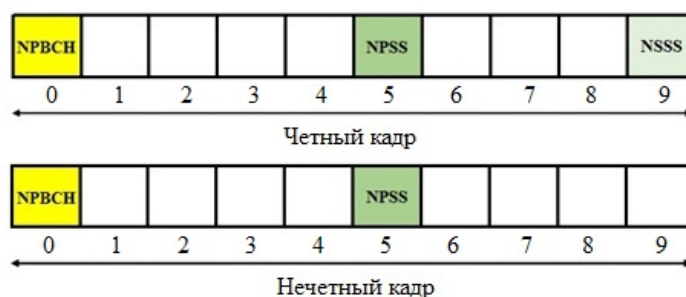 NPBCH NPSS NSSS
0 1 2 3 4 5 6 7 8 9
Четный кадр
NPBCH NPSS
0 1 2 3 4 5 6 7 8 9
Нечетный кадр